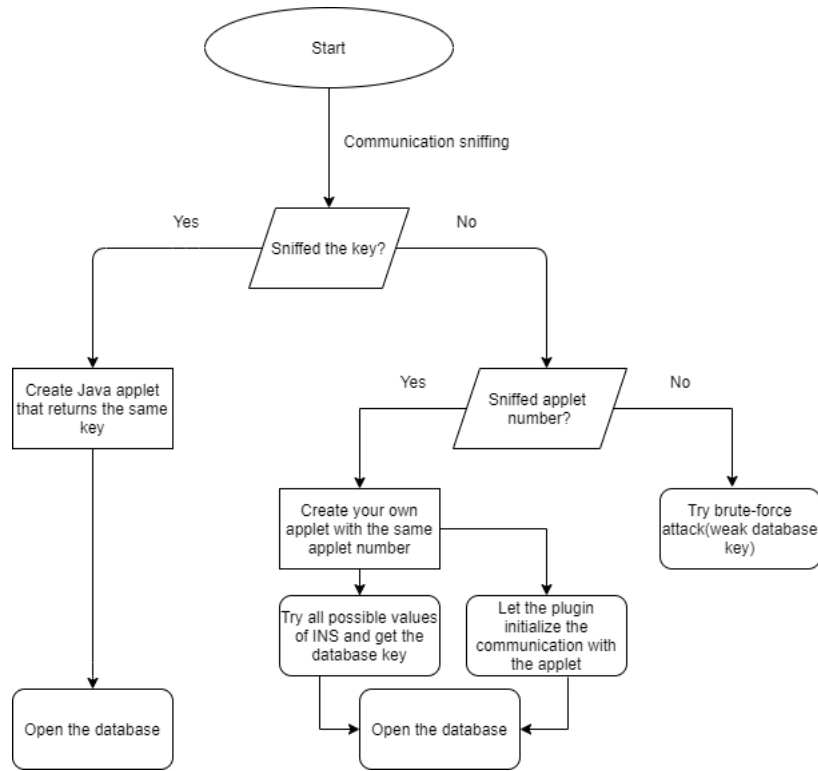 Start
Communication sniffing
Yes
No
Sniffed the key?
Create Java applet
that returns the same
key
Yes
No
Sniffed applet
number?
Create your own
applet with the same
applet number
Try brute-force
attack(weak database
key)
Try all possible values
of INS and get the
database key
Let the plugin
initialize the
communication with
the applet
Open the database
Open the database